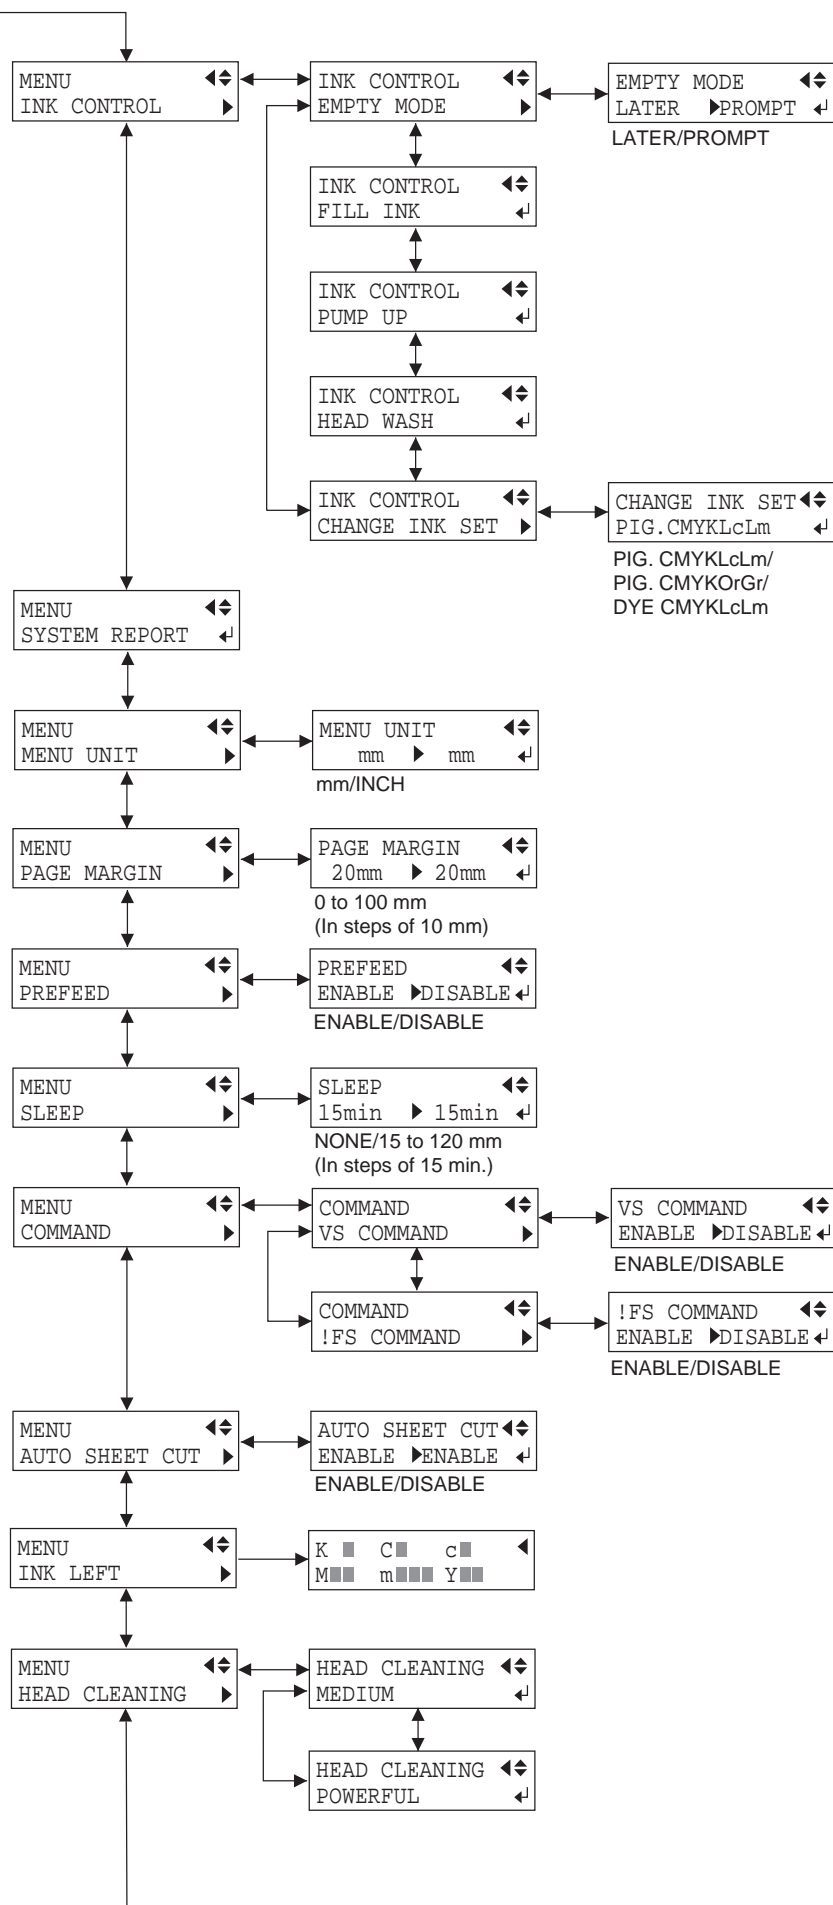 MENU
INK CONTROL
INK CONTROL
EMPTY MODE
EMPTY MODE
LATER PROMPT
LATER/PROMPT
INK CONTROL
FILL INK
INK CONTROL
PUMP UP
INK CONTROL
HEAD WASH
INK CONTROL
CHANGE INK SET
CHANGE INK SET
PIG.CMYKLcLm
PIG. CMYKLcLm/
PIG. CMYKOrGr/
DYE CMYKLcLm
MENU
SYSTEM REPORT
MENU
MENU UNIT
MENU UNIT
mm mm
mm/INCH
MENU
PAGE MARGIN
PAGE MARGIN
20mm 20mm
0 to 100 mm
(In steps of 10 mm)
MENU
PREFEED
PREFEED
ENABLE DISABLE
ENABLE/DISABLE
MENU
SLEEP
SLEEP
15min 15min
NONE/15 to 120 mm
(In steps of 15 min.)
MENU
COMMAND
COMMAND
VS COMMAND
VS COMMAND
ENABLE DISABLE
ENABLE/DISABLE
COMMAND
!FS COMMAND
!FS COMMAND
ENABLE DISABLE
ENABLE/DISABLE
MENU
AUTO SHEET CUT
AUTO SHEET CUT
ENABLE ENABLE
ENABLE/DISABLE
MENU
INK LEFT
K C c
M m Y
MENU
HEAD CLEANING
HEAD CLEANING
MEDIUM
HEAD CLEANING
POWERFUL